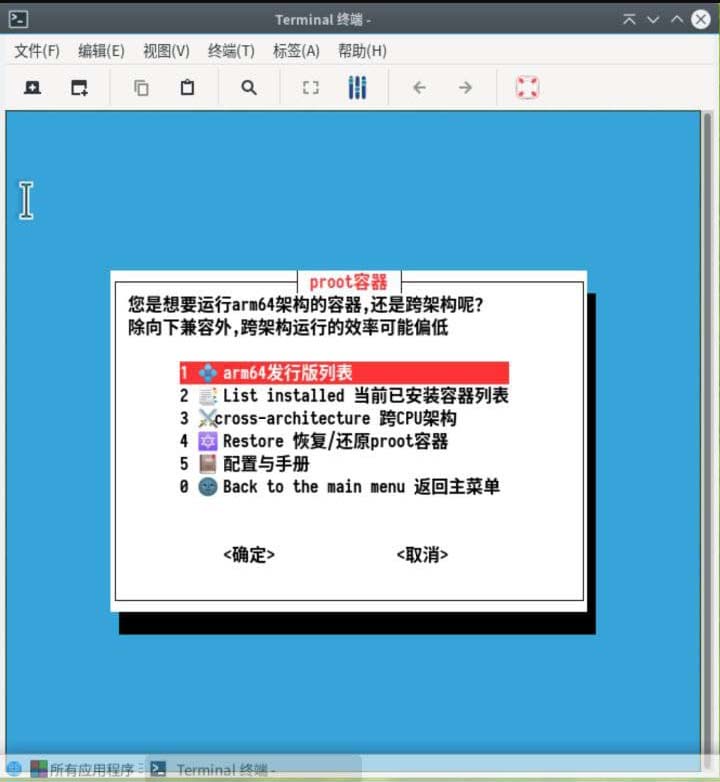 Terminal 终端 -
文件(F) 编辑(E) 视图(V) 终端(T) 标签(A) 帮助(H)
proot容器
您是想要运行arm64架构的容器,还是跨架构呢?
除向下兼容外,跨架构运行的效率可能偏低
1 arm64发行版列表
2 List installed 当前已安装容器列表
3 cross-architecture 跨CPU架构
4 Restore 恢复/还原proot容器
5 配置与手册
0 Back to the main menu 返回主菜单
<确定> <取消>
所有应用程序 Terminal 终端 -